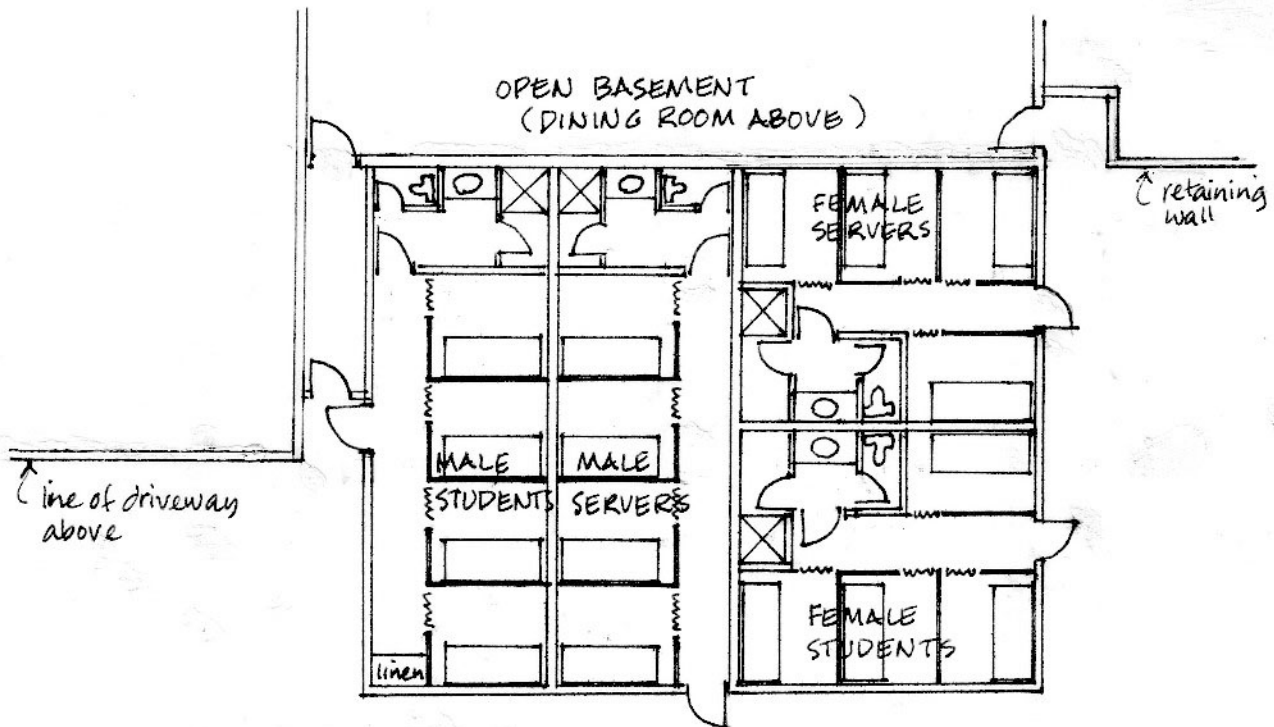 OPEN BASEMENT
(DINING ROOM ABOVE)
retaining
wall
FEMALE
SERVERS
line of driveway
above
MALE
STUDENTS
MALE
SERVERS
FEMALE
STUDENTS
linen